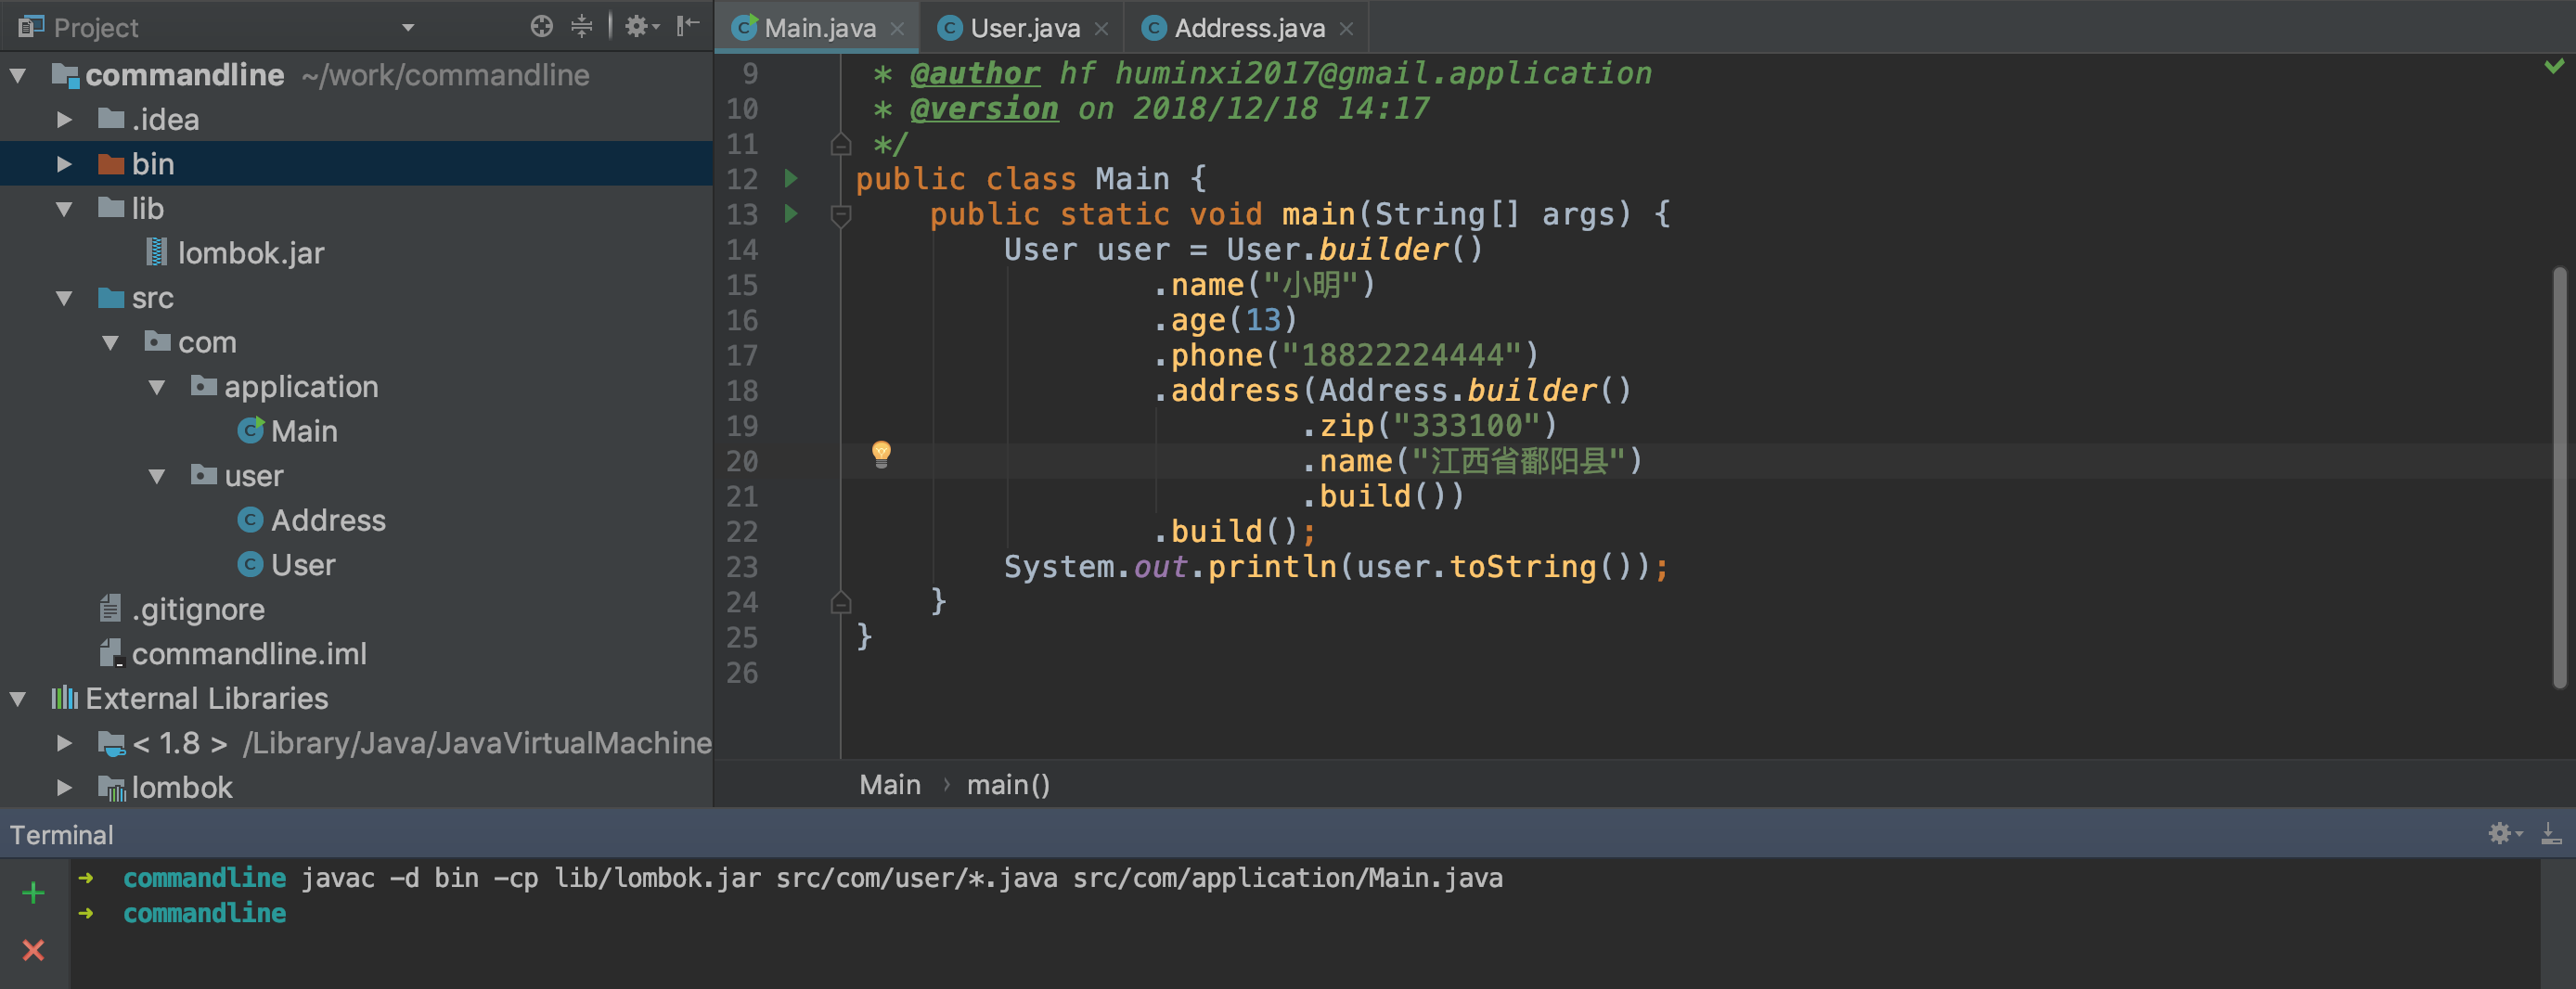 Project
commandline ~/work/commandline
.idea
bin
lib
lombok.jar
src
com
application
Main
user
Address
User
.gitignore
commandline.iml
External Libraries
< 1.8 > /Library/Java/JavaVirtualMachine
lombok
Main.java User.java Address.java
9 * @author hf huminxi2017@gmail.application
10 * @version on 2018/12/18 14:17
11 */
12 public class Main {
13 public static void main(String[] args) {
14 User user = User.builder()
15 .name("小明")
16 .age(13)
17 .phone("18822224444")
18 .address(Address.builder()
19 .zip("333100")
20 .name("江西省鄱阳县")
21 .build())
22 .build();
23 System.out.println(user.toString());
24 }
25 }
26
Main › main()
Terminal
➜ commandline javac -d bin -cp lib/lombok.jar src/com/user/*.java src/com/application/Main.java
➜ commandline